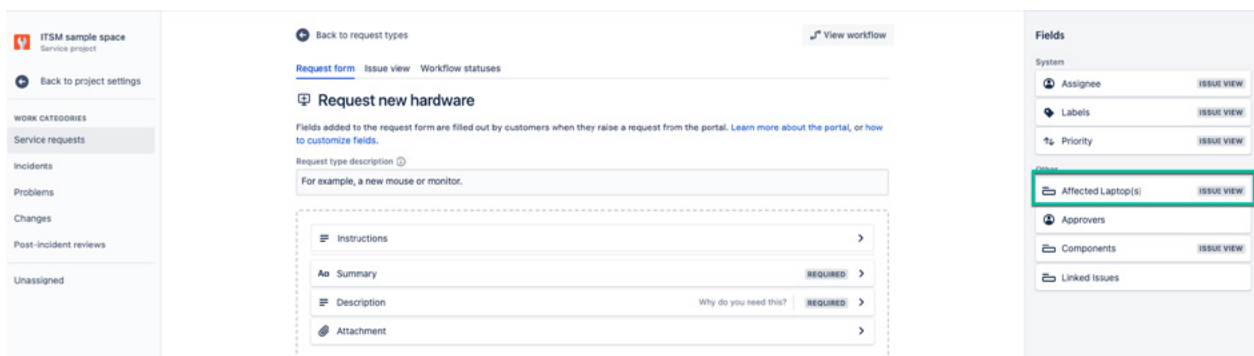 ITSM sample space
Service project
Back to project settings
WORK CATEGORIES
Service requests
Incidents
Problems
Changes
Post-incident reviews
Unassigned
Back to request types
View workflow
Request form Issue view Workflow statuses
Request new hardware
Fields added to the request form are filled out by customers when they raise a request from the portal. Learn more about the portal, or how
to customize fields.
Request type description
For example, a new mouse or monitor.
Instructions
Aa Summary REQUIRED
Description Why do you need this? REQUIRED
Attachment
Fields
System
Assignee ISSUE VIEW
Labels ISSUE VIEW
Priority ISSUE VIEW
Other
Affected Laptop(s) ISSUE VIEW
Approvers
Components ISSUE VIEW
Linked Issues